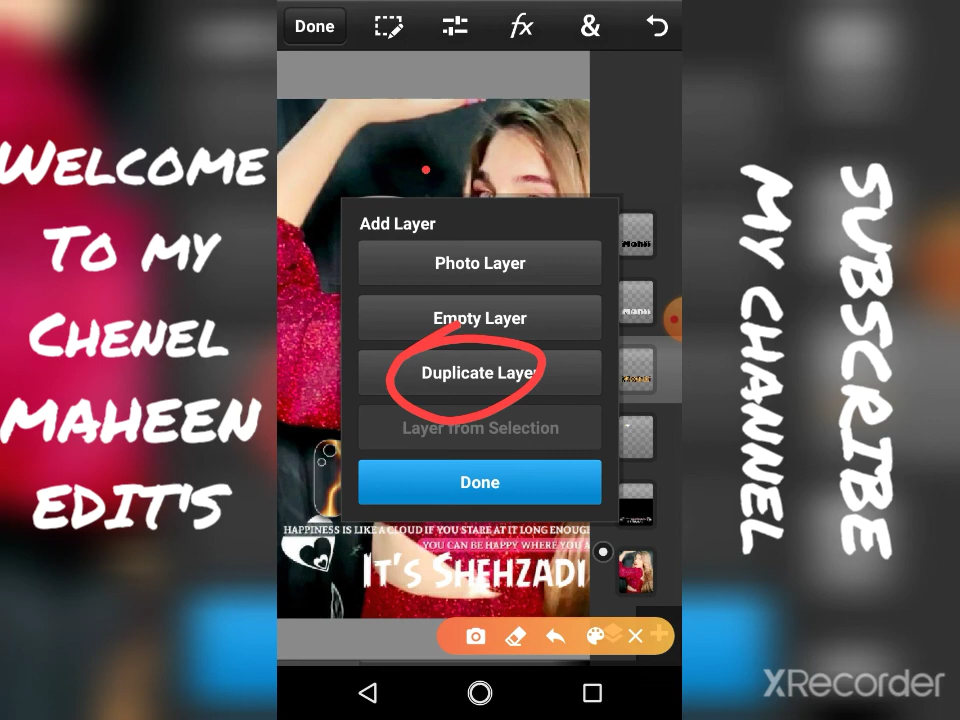 Welcome
To my
Chenel
MAHEEN
EDIT'S
Done
fx
&
Add Layer
Photo Layer
Empty Layer
Duplicate Layer
Layer from Selection
Done
HAPPINESS IS LIKE A CLOUD IF YOU STARE AT IT LONG ENOUG
YOU CAN BE HAPPY WHERE YOU A
It's Shehzadi
My channel
SUBSCRIBE
XRecorder